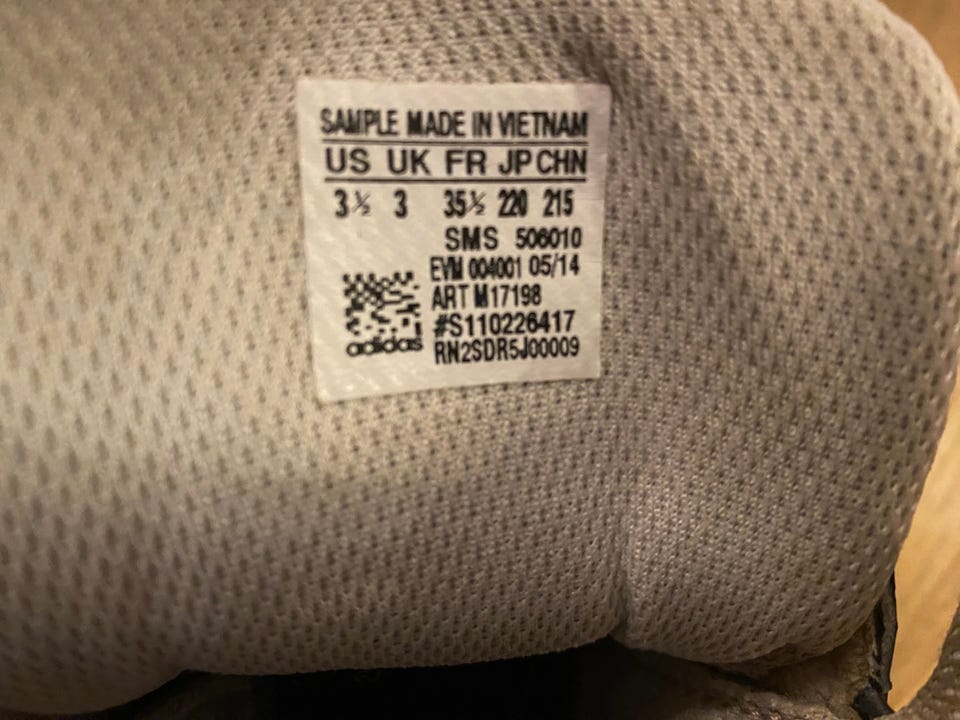 SAMPLE MADE IN VIETNAM
US UK FR JP CHN
3½ 3 35½ 220 215
SMS 506010
EVM 004001 05/14
ART M17198
#S110226417
adidas RN2SDR5J00009